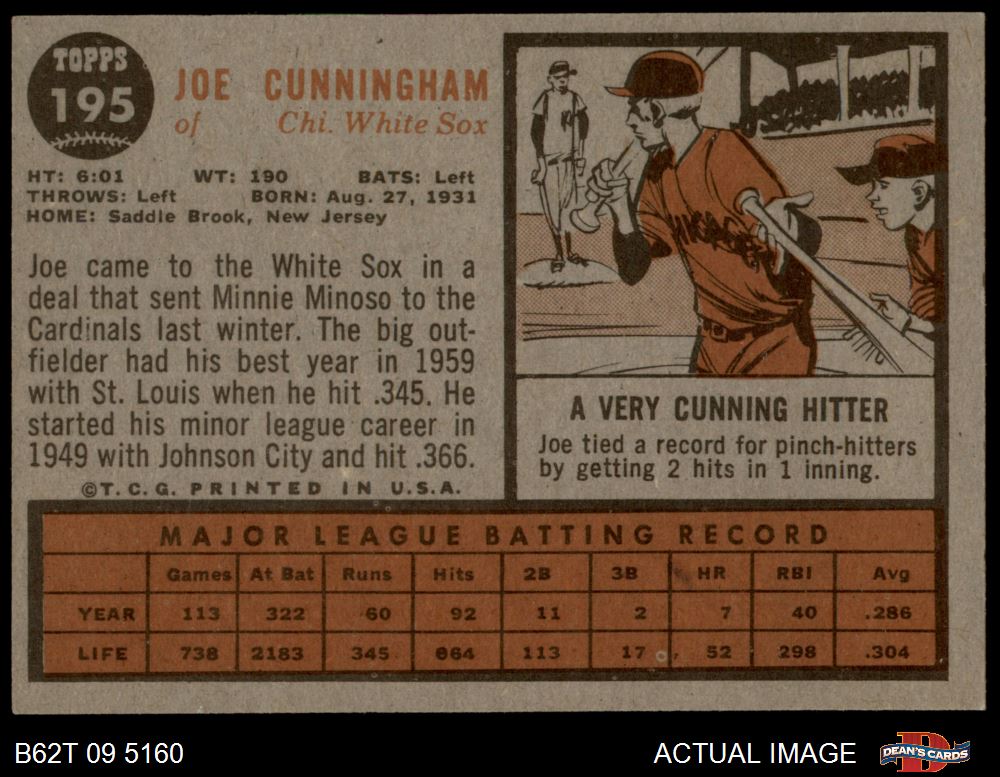 TOPPS
195
JOE CUNNINGHAM
of Chi. White Sox
HT: 6:01 WT: 190 BATS: Left
THROWS: Left BORN: Aug. 27, 1931
HOME: Saddle Brook, New Jersey
Joe came to the White Sox in a
deal that sent Minnie Minoso to the
Cardinals last winter. The big out-
fielder had his best year in 1959
with St. Louis when he hit .345. He
started his minor league career in
1949 with Johnson City and hit .366.
©T.C.G. PRINTED IN U.S.A.
A VERY CUNNING HITTER
Joe tied a record for pinch-hitters
by getting 2 hits in 1 inning.
MAJOR LEAGUE BATTING RECORD
Games At Bat Runs Hits 2B 3B HR RBI Avg
YEAR 113 322 60 92 11 2 7 40 .286
LIFE 738 2183 345 664 113 17 52 298 .304
B62T 09 5160
ACTUAL IMAGE
DEAN'S CARDS